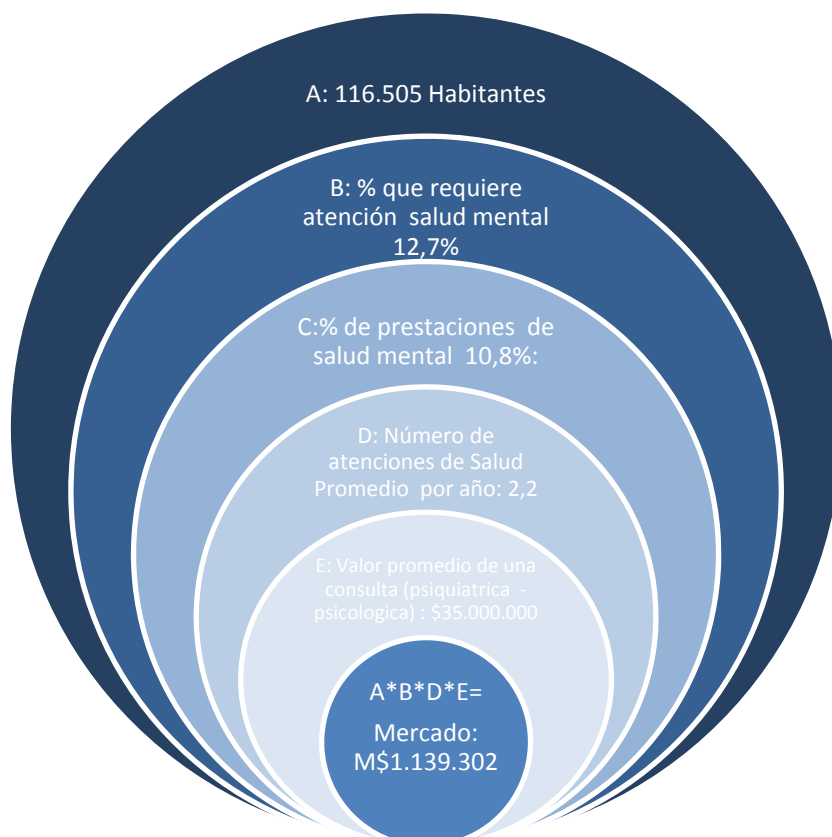 A: 116.505 Habitantes
B: % que requiere
atención salud mental
12,7%
C:% de prestaciones de
salud mental 10,8%:
D: Número de
atenciones de Salud
Promedio por año: 2,2
E: Valor promedio de una
consulta (psiquiatrica -
psicologica) : $35.000.000
A*B*D*E=
Mercado:
M$1.139.302